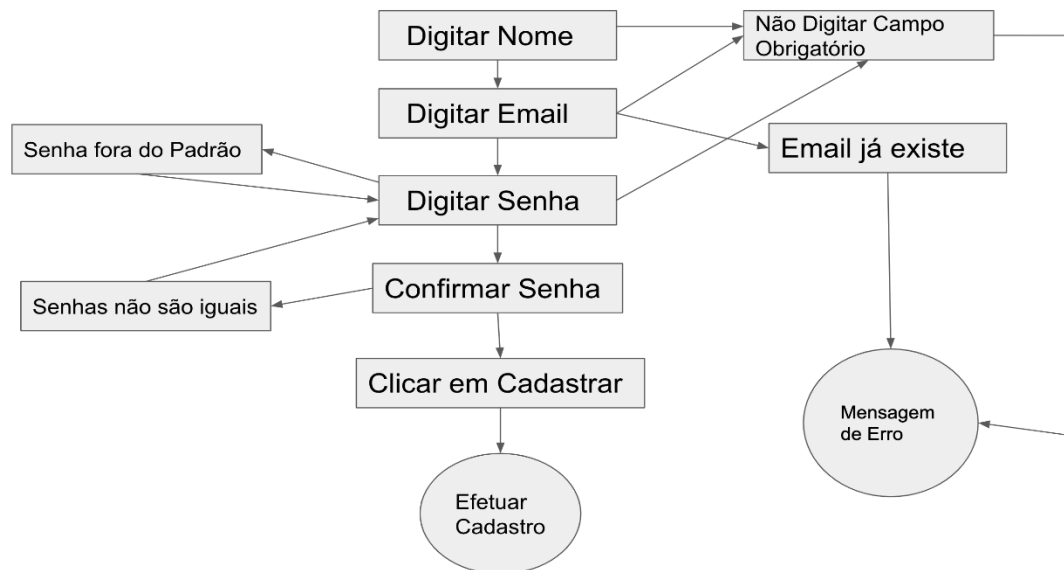 Digitar Nome
Não Digitar Campo
Obrigatório
Digitar Email
Senha fora do Padrão
Email já existe
Digitar Senha
Confirmar Senha
Senhas não são iguais
Clicar em Cadastrar
Mensagem
de Erro
Efetuar
Cadastro